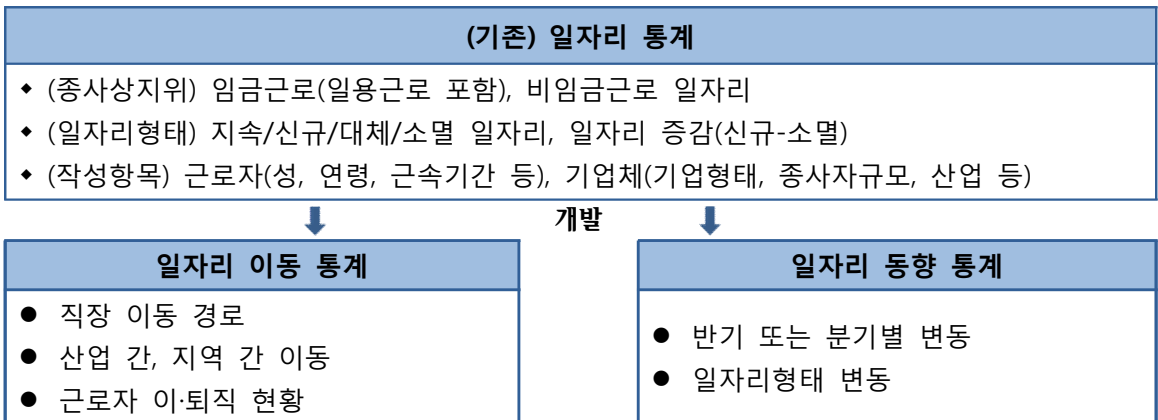 (기존) 일자리 통계
◆ (종사상지위) 임금근로(일용근로 포함), 비임금근로 일자리
◆ (일자리형태) 지속/신규/대체/소멸 일자리, 일자리 증감(신규-소멸)
◆ (작성항목) 근로자(성, 연령, 근속기간 등), 기업체(기업형태, 종사자규모, 산업 등)
개발
일자리 이동 통계
● 직장 이동 경로
● 산업 간, 지역 간 이동
● 근로자 이·퇴직 현황
일자리 동향 통계
● 반기 또는 분기별 변동
● 일자리형태 변동